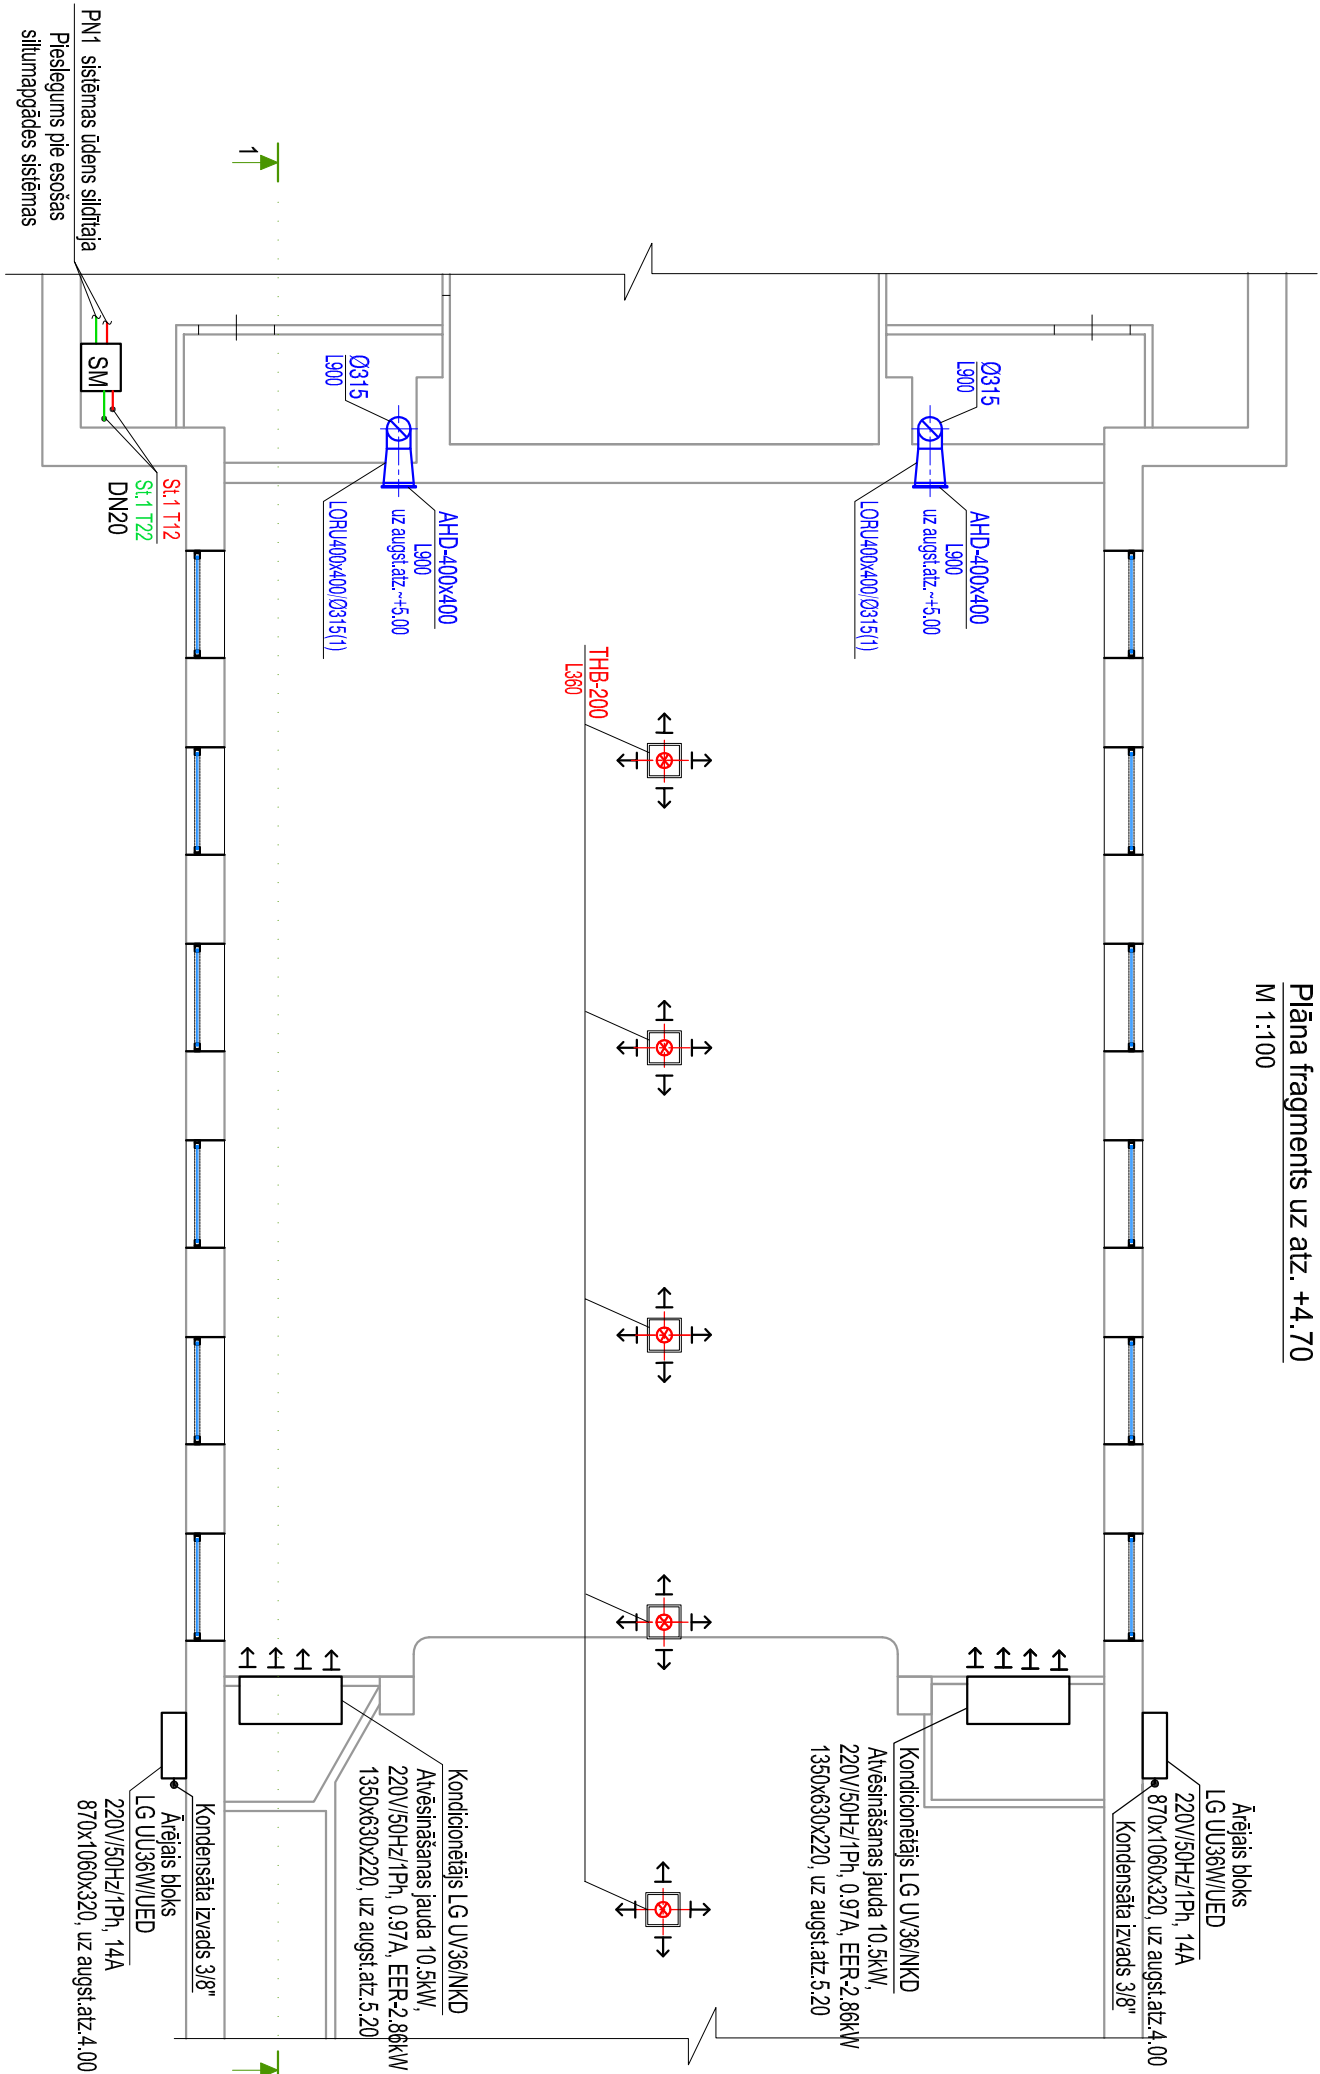 Plāna fragments uz atz. +4.70
M 1:100
Ārējais bloks
LG UU36W/UED
220V/50Hz/1Ph, 14A
870x1060x320, uz augst.atz.4.00
Kondensāta izvads 3/8"
Ø315
L900
AHD-400x400
L900
uz augst.atz.~+5.00
LORU400x400/Ø315(1)
Kondicionētājs LG UV36/NKD
Atvēsināšanas jauda 10.5kW,
220V/50Hz/1Ph, 0.97A, EER-2.86kW
1350x630x220, uz augst.atz.5.20
THB-200
L360
Ø315
L900
AHD-400x400
L900
uz augst.atz.~+5.00
LORU400x400/Ø315(1)
Kondicionētājs LG UV36/NKD
Atvēsināšanas jauda 10.5kW,
220V/50Hz/1Ph, 0.97A, EER-2.86kW
1350x630x220, uz augst.atz.5.20
1
SM
St.1 T12
St.1 T22
DN20
PN1 sistēmas ūdens sildītāja
Pieslēgums pie esošās
siltumapgādes sistēmas
Kondensāta izvads 3/8"
Ārējais bloks
LG UU36W/UED
220V/50Hz/1Ph, 14A
870x1060x320, uz augst.atz.4.00